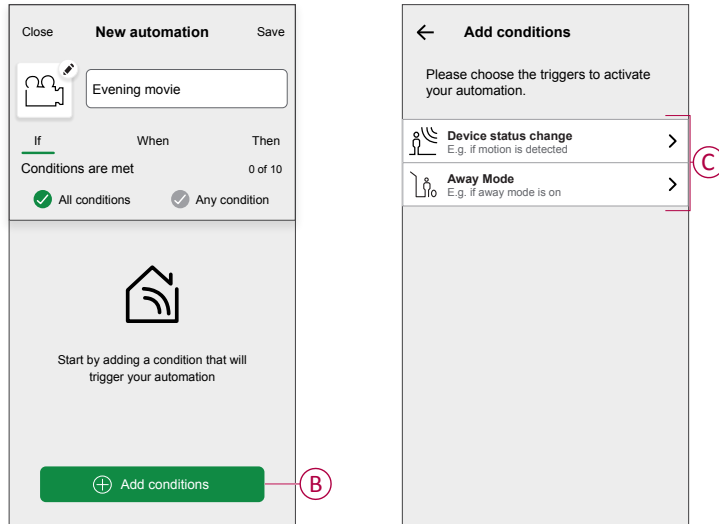 Close New automation Save
Evening movie
If When Then
Conditions are met 0 of 10
All conditions Any condition
Start by adding a condition that will
trigger your automation
Add conditions
B
Add conditions
Please choose the triggers to activate
your automation.
Device status change
E.g. if motion is detected
Away Mode
E.g. if away mode is on
C